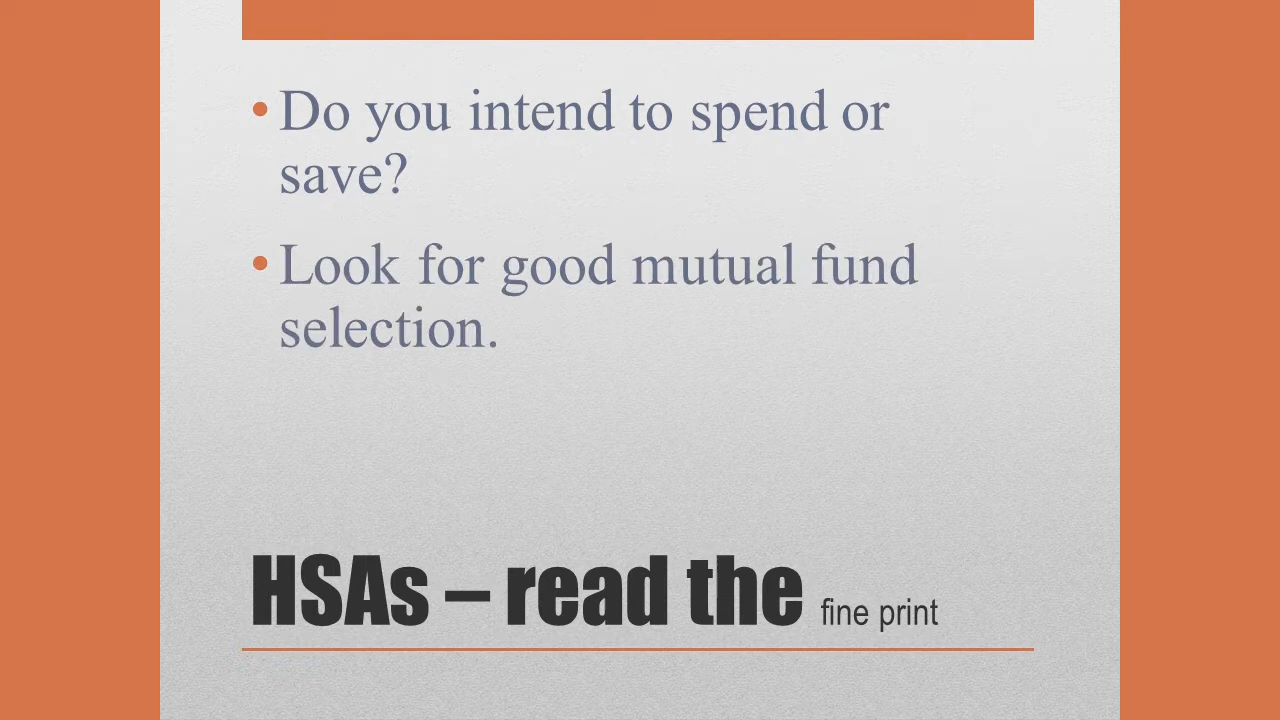 • Do you intend to spend or
save?
• Look for good mutual fund
selection.
HSAs – read the fine print